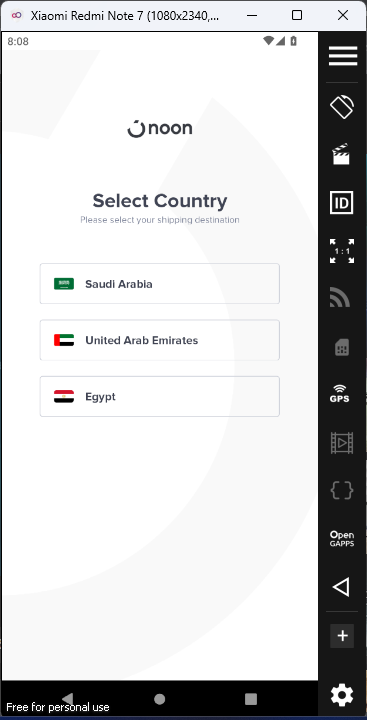 Xiaomi Redmi Note 7 (1080x2340,...
8:08
noon
Select Country
Please select your shipping destination
Saudi Arabia
United Arab Emirates
Egypt
ID
1:1
GPS
Open
GAPPS
Free for personal use